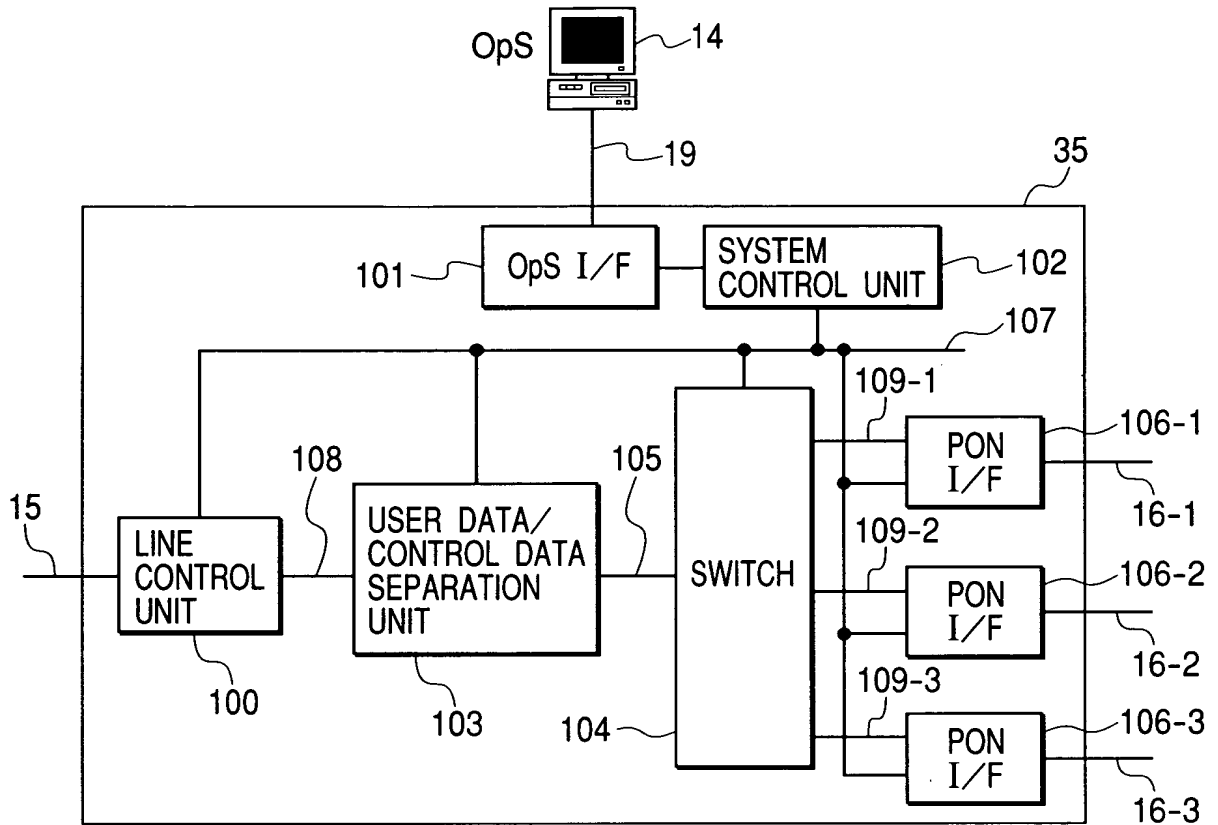 OpS
14
19
35
101
OpS I/F
SYSTEM
CONTROL UNIT
102
107
109-1
106-1
PON
I/F
16-1
15
LINE
CONTROL
UNIT
100
108
USER DATA/
CONTROL DATA
SEPARATION
UNIT
103
105
SWITCH
104
109-2
106-2
PON
I/F
16-2
109-3
106-3
PON
I/F
16-3